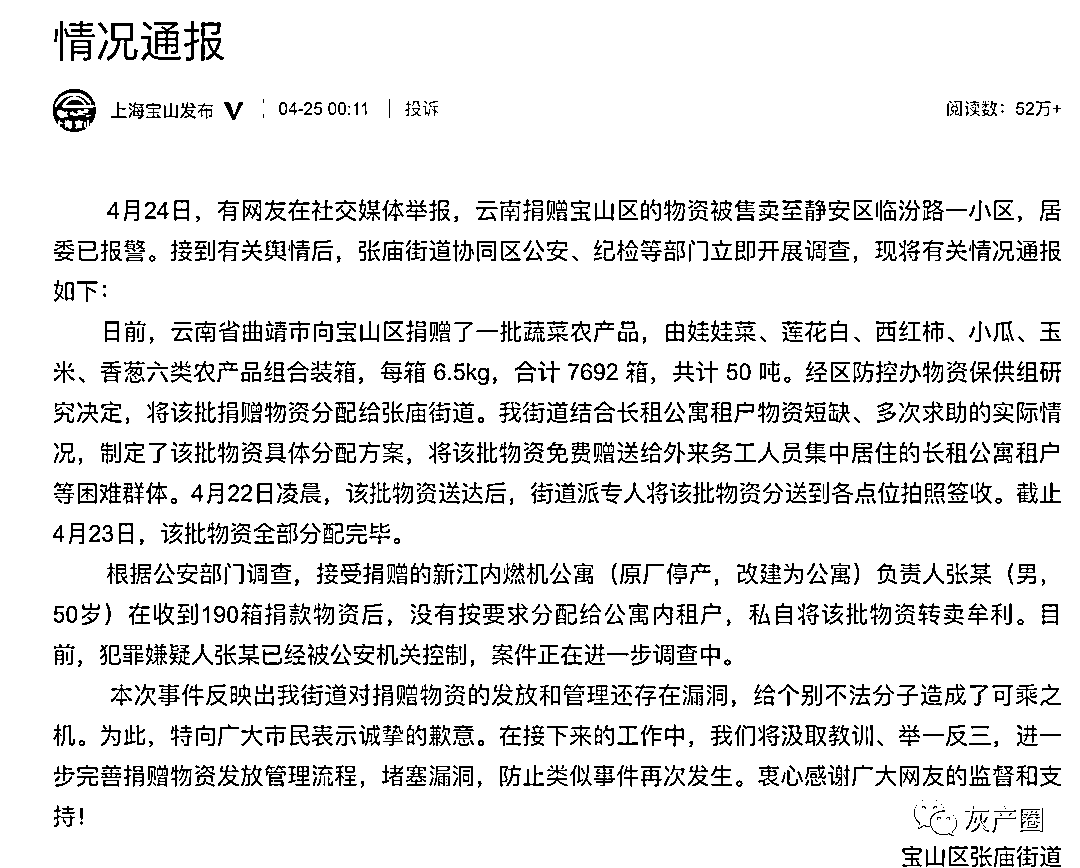 情况通报
上海宝山发布 V 04-25 00:11 | 投诉 阅读数：52万+
4月24日，有网友在社交媒体举报，云南捐赠宝山区的物资被售卖至静安区临汾路一小区，居
委已报警。接到有关舆情后，张庙街道协同区公安、纪检等部门立即开展调查，现将有关情况通报
如下：
日前，云南省曲靖市向宝山区捐赠了一批蔬菜农产品，由娃娃菜、莲花白、西红柿、小瓜、玉
米、香葱六类农产品组合装箱，每箱 6.5kg，合计 7692 箱，共计 50 吨。经区防控办物资保供组研
究决定，将该批捐赠物资分配给张庙街道。我街道结合长租公寓租户物资短缺、多次求助的实际情
况，制定了该批物资具体分配方案，将该批物资免费赠送给外来务工人员集中居住的长租公寓租户
等困难群体。4月22日凌晨，该批物资送达后，街道派专人将该批物资分送到各点位拍照签收。截止
4月23日，该批物资全部分配完毕。
根据公安部门调查，接受捐赠的新江内燃机公寓（原厂停产，改建为公寓）负责人张某（男，
50岁）在收到190箱捐款物资后，没有按要求分配给公寓内租户，私自将该批物资转卖牟利。目
前，犯罪嫌疑人张某已经被公安机关控制，案件正在进一步调查中。
本次事件反映出我街道对捐赠物资的发放和管理还存在漏洞，给个别不法分子造成了可乘之
机。为此，特向广大市民表示诚挚的歉意。在接下来的工作中，我们将汲取教训、举一反三，进一
步完善捐赠物资发放管理流程，堵塞漏洞，防止类似事件再次发生。衷心感谢广大网友的监督和支
持！
灰产圈
宝山区张庙街道